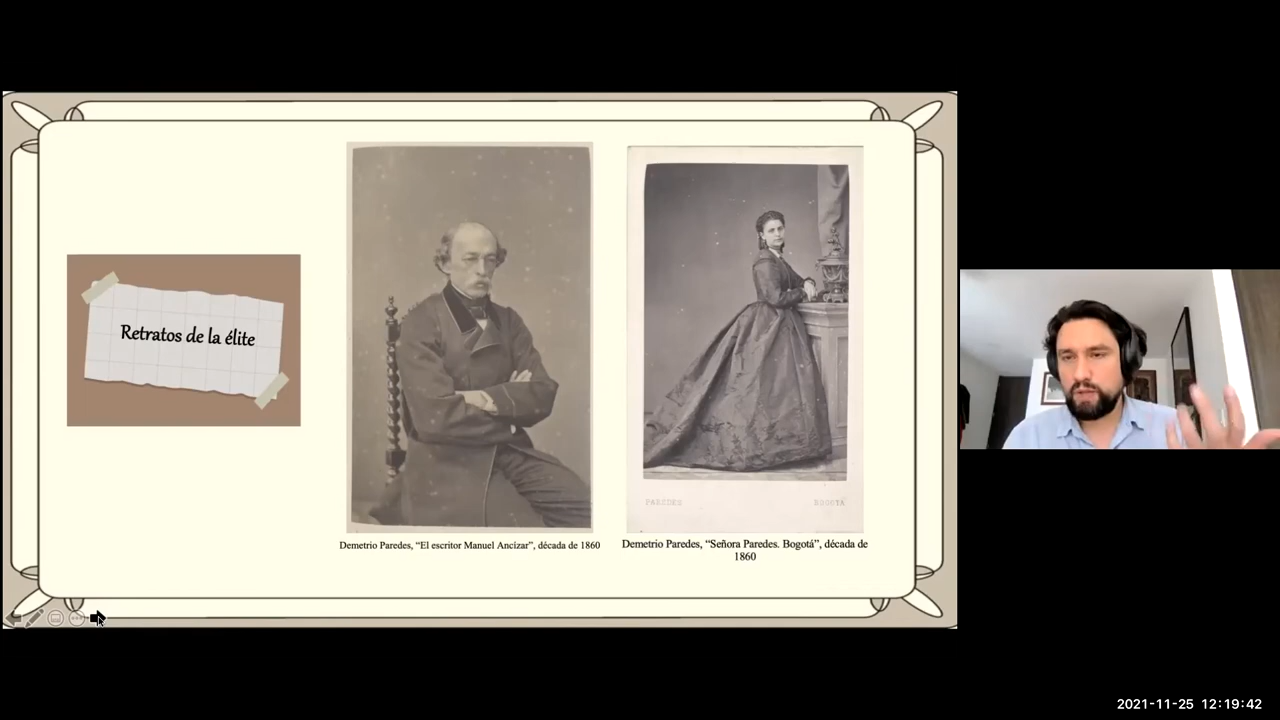 Retratos de la élite
PAREDES
BOGOTÁ
Demetrio Paredes, “El escritor Manuel Ancízar”, década de 1860
Demetrio Paredes, “Señora Paredes. Bogotá”, década de
1860
2021-11-25 12:19:42